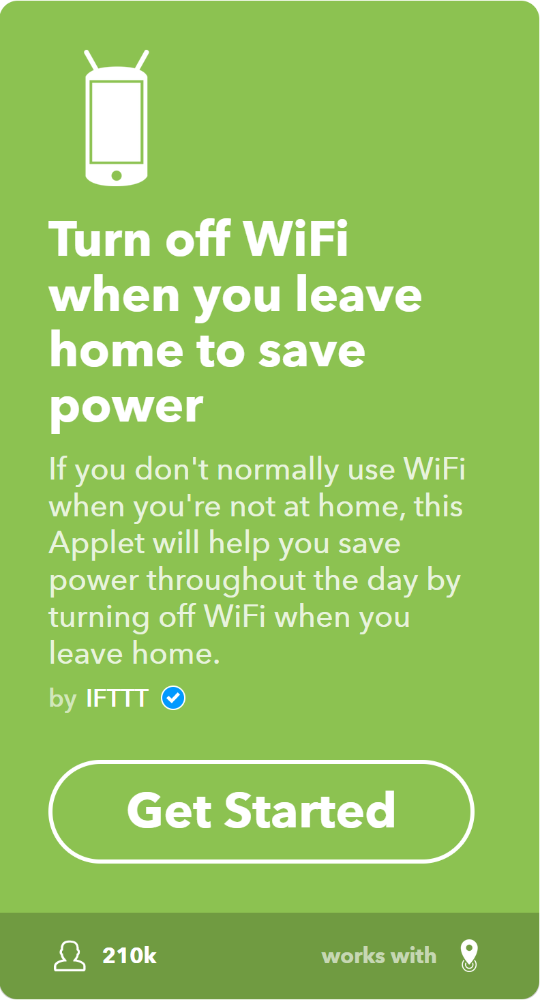 Turn off WiFi
when you leave
home to save
power
If you don't normally use WiFi
when you're not at home, this
Applet will help you save
power throughout the day by
turning off WiFi when you
leave home.
by IFTTT
Get Started
210k works with